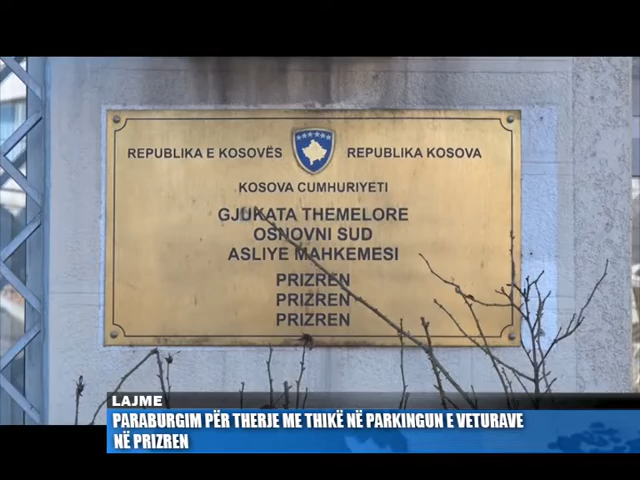 REPUBLIKA E KOSOVËS REPUBLIKA KOSOVA
KOSOVA CUMHURIYETI
GJUKATA THEMELORE
OSNOVNI SUD
ASLIYE MAHKEMESI
PRIZREN
PRIZREN
PRIZREN
LAJME
PARABURGIM PËR THERJE ME THIKË NË PARKINGUN E VETURAVE
NË PRIZREN